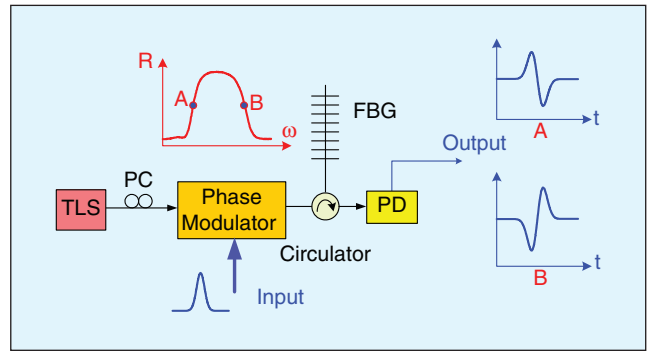 R
A
B
ω
FBG
t
A
Output
TLS
PC
Phase
Modulator
PD
Circulator
Input
t
B